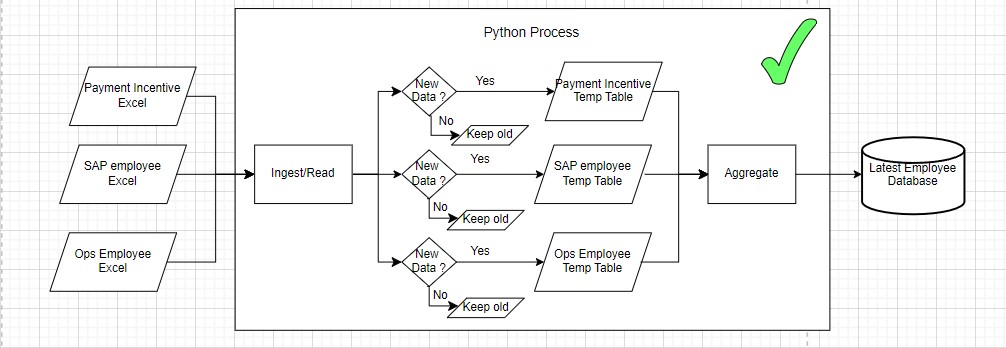 Python Process
Payment Incentive
Excel
SAP employee
Excel
Ops Employee
Excel
Ingest/Read
New
Data ?
Yes
No
Keep old
Payment Incentive
Temp Table
New
Data ?
Yes
No
Keep old
SAP employee
Temp Table
New
Data ?
Yes
No
Keep old
Ops Employee
Temp Table
Aggregate
Latest Employee
Database